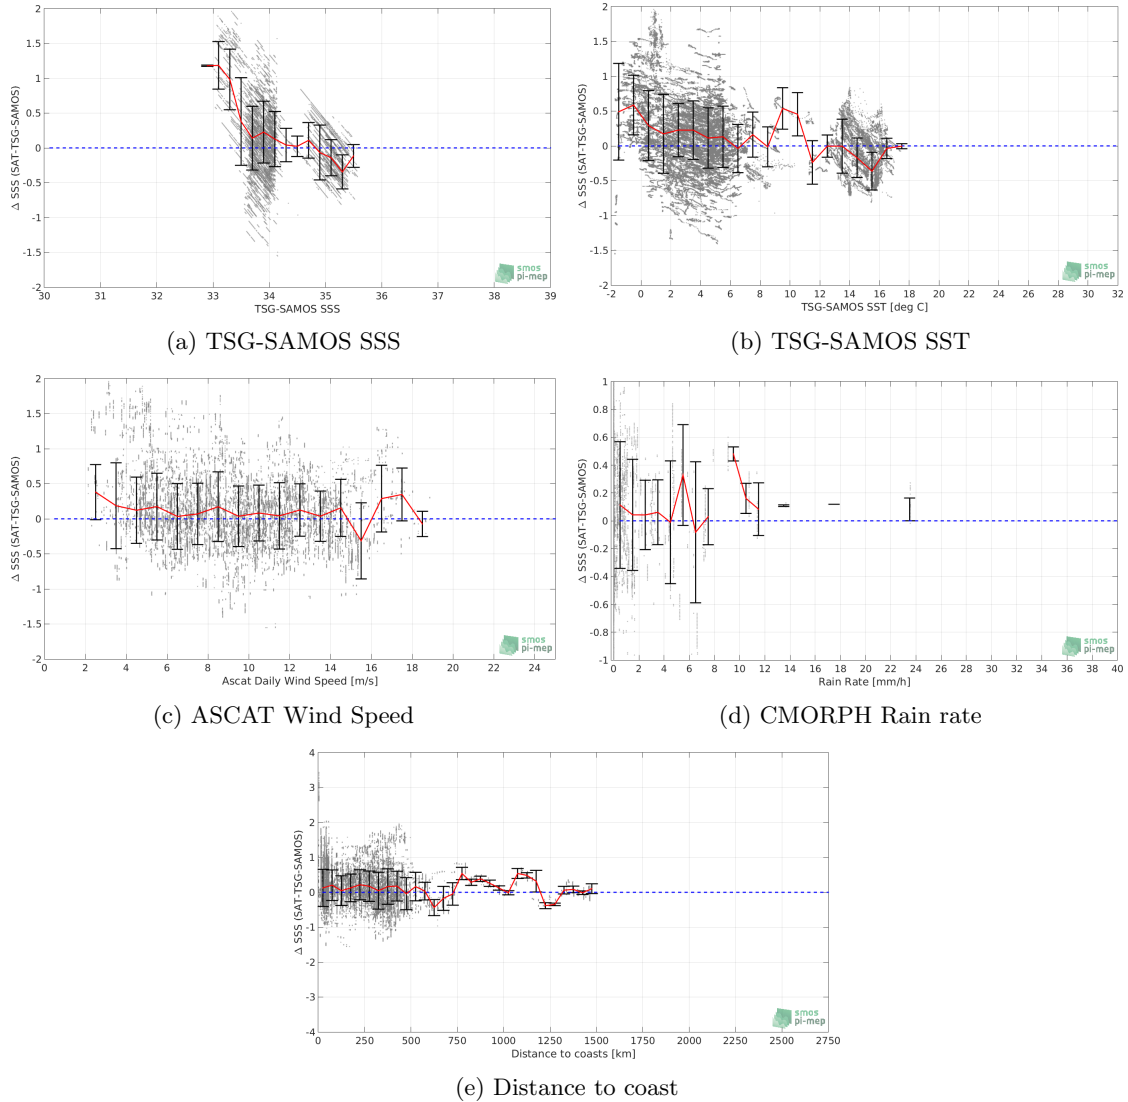 2
1.5
1
0.5
0
-0.5
-1
-1.5
-2
Δ SSS (SAT-TSG-SAMOS)
30 31 32 33 34 35 36 37 38 39
TSG-SAMOS SSS
smos
pi-mep
(a) TSG-SAMOS SSS
2
1.5
1
0.5
0
-0.5
-1
-1.5
-2
Δ SSS (SAT-TSG-SAMOS)
-2 0 2 4 6 8 10 12 14 16 18 20 22 24 26 28 30 32
TSG-SAMOS SST [deg C]
smos
pi-mep
(b) TSG-SAMOS SST
2
1.5
1
0.5
0
-0.5
-1
-1.5
-2
Δ SSS (SAT-TSG-SAMOS)
0 2 4 6 8 10 12 14 16 18 20 22 24
Ascat Daily Wind Speed [m/s]
smos
pi-mep
(c) ASCAT Wind Speed
1
0.8
0.6
0.4
0.2
0
-0.2
-0.4
-0.6
-0.8
-1
Δ SSS (SAT-TSG-SAMOS)
0 2 4 6 8 10 12 14 16 18 20 22 24 26 28 30 32 34 36 38 40
Rain Rate [mm/h]
smos
pi-mep
(d) CMORPH Rain rate
4
3
2
1
0
-1
-2
-3
-4
Δ SSS (SAT-TSG-SAMOS)
0 250 500 750 1000 1250 1500 1750 2000 2250 2500 2750
Distance to coasts [km]
smos
pi-mep
(e) Distance to coast